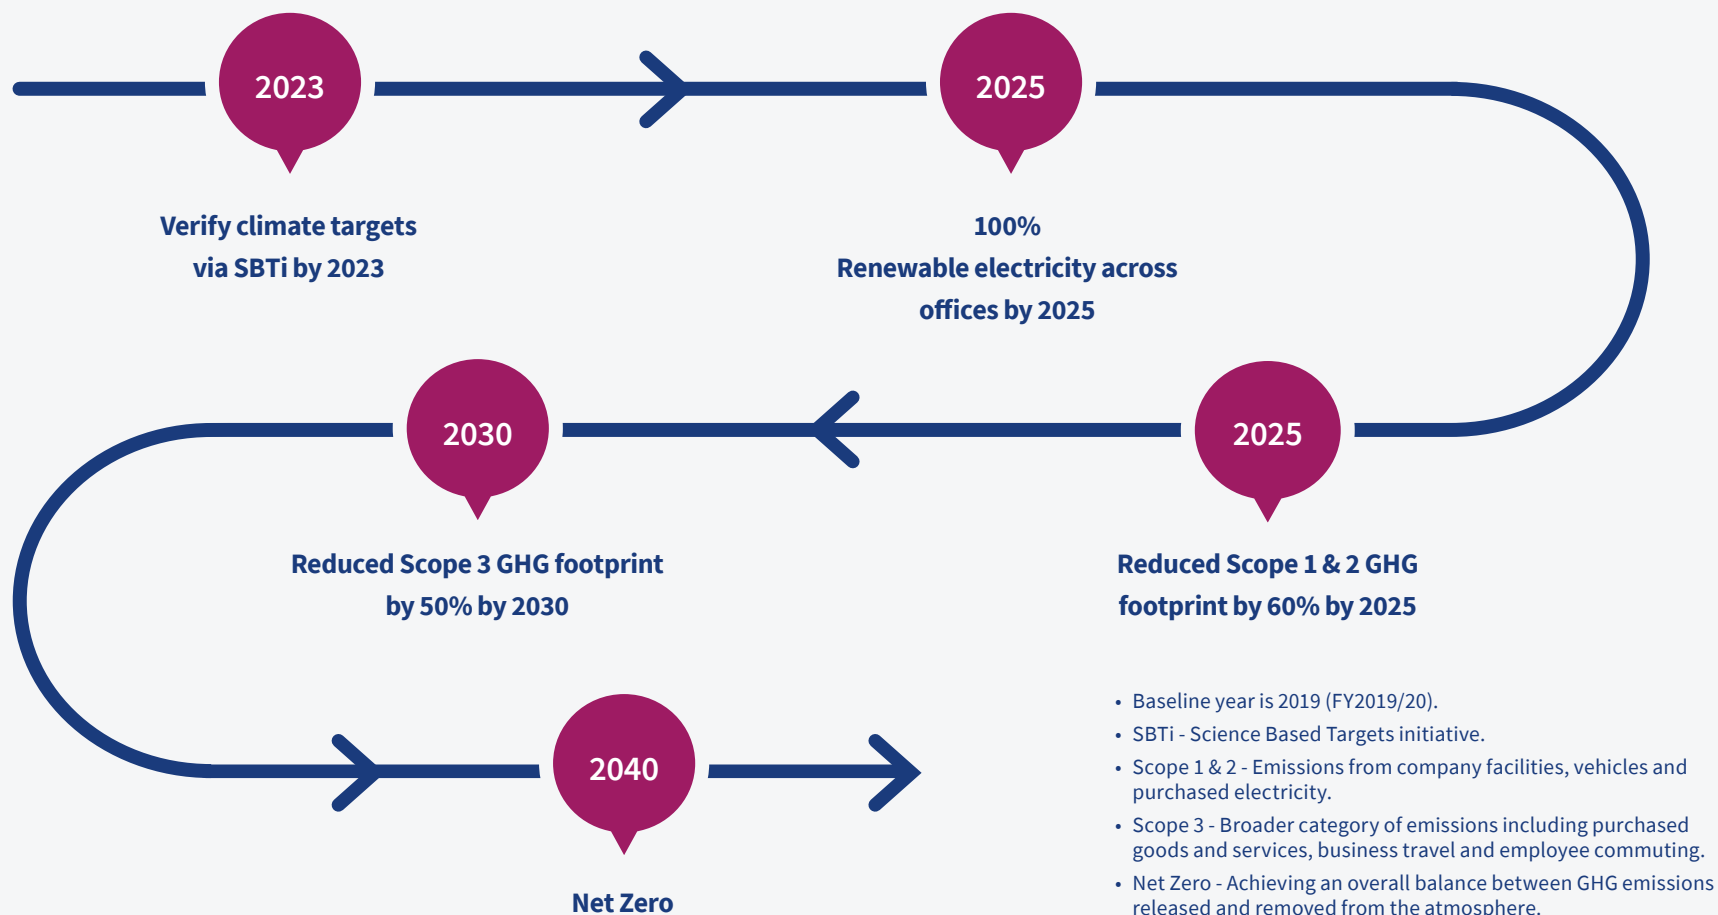 2023
Verify climate targets
via SBTi by 2023
2025
100%
Renewable electricity across
offices by 2025
2025
Reduced Scope 1 & 2 GHG
footprint by 60% by 2025
2030
Reduced Scope 3 GHG footprint
by 50% by 2030
2040
Net Zero
• Baseline year is 2019 (FY2019/20).
• SBTi - Science Based Targets initiative.
• Scope 1 & 2 - Emissions from company facilities, vehicles and
purchased electricity.
• Scope 3 - Broader category of emissions including purchased
goods and services, business travel and employee commuting.
• Net Zero - Achieving an overall balance between GHG emissions
released and removed from the atmosphere.